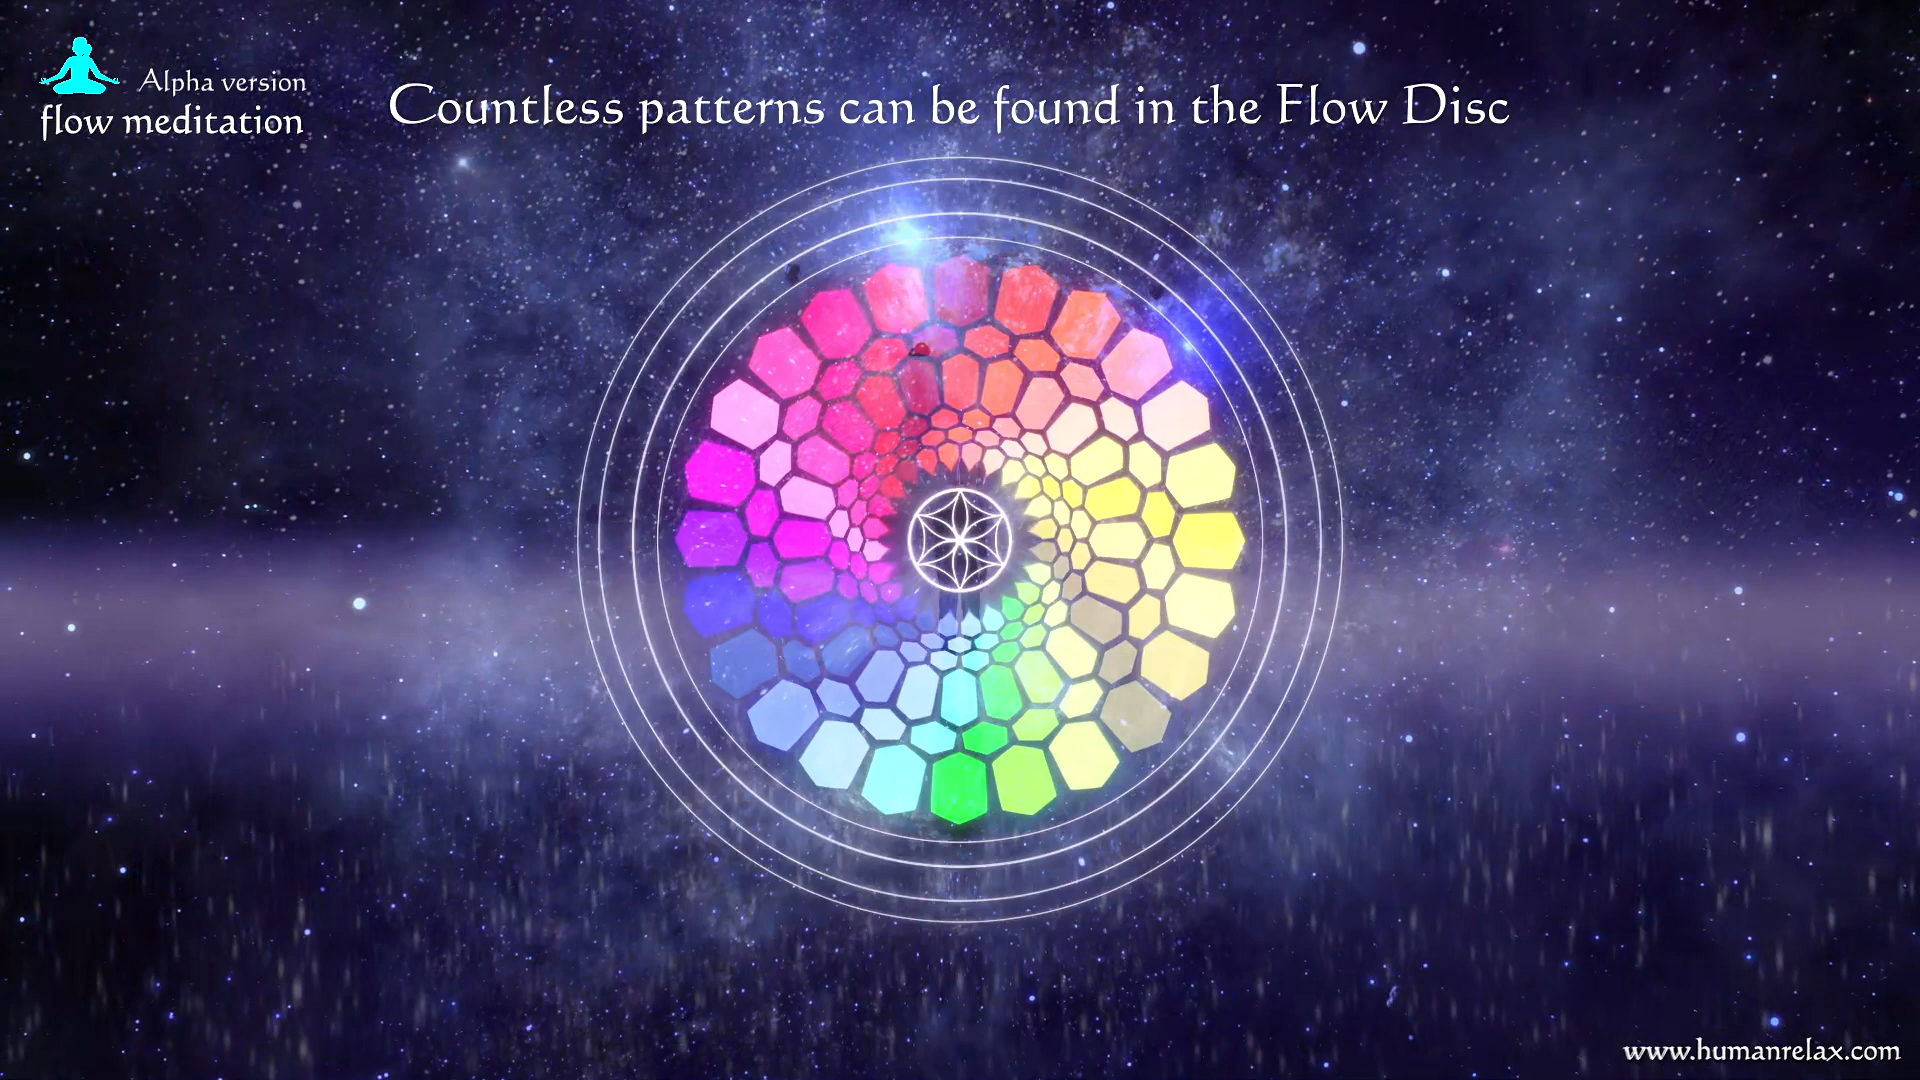 Alpha version
flow meditation
Countless patterns can be found in the Flow Disc
www.humanrelax.com